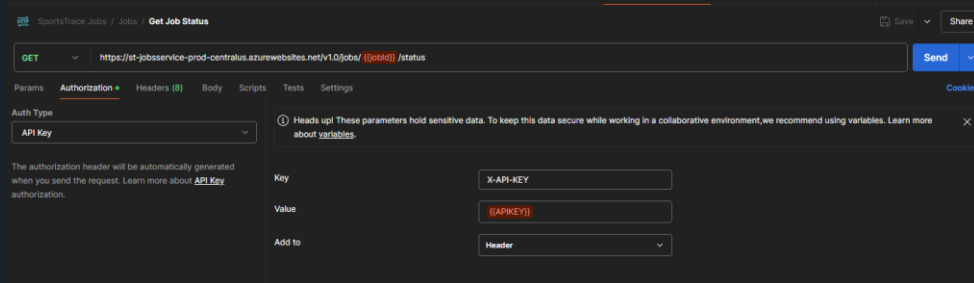 SportsTrace Jobs / Jobs / Get Job Status
Save
Share
GET
https://st-jobsservice-prod-centralus.azurewebsites.net/v1.0/jobs/ {{jobId}} /status
Send
Params Authorization Headers (8) Body Scripts Tests Settings
Cookie
Auth Type
API Key
The authorization header will be automatically generated
when you send the request. Learn more about API Key
authorization.
Heads up! These parameters hold sensitive data. To keep this data secure while working in a collaborative environment,we recommend using variables. Learn more
about variables.
Key
X-API-KEY
Value
{{APIKEY}}
Add to
Header